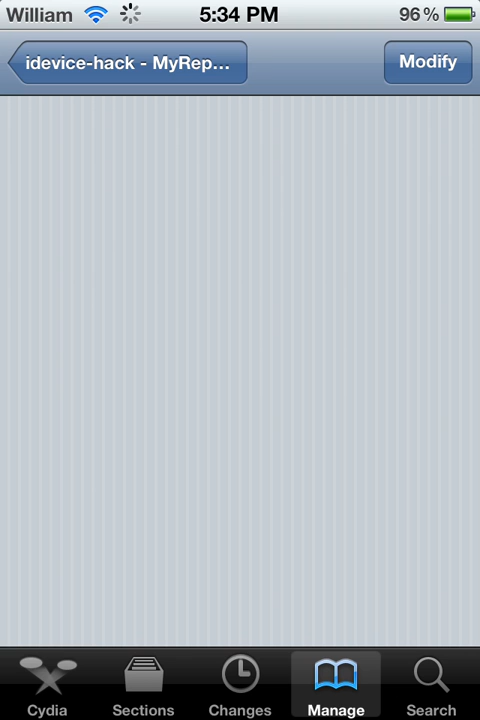 William 5:34 PM 96%
idevice-hack - MyRep... Modify
Cydia Sections Changes Manage Search